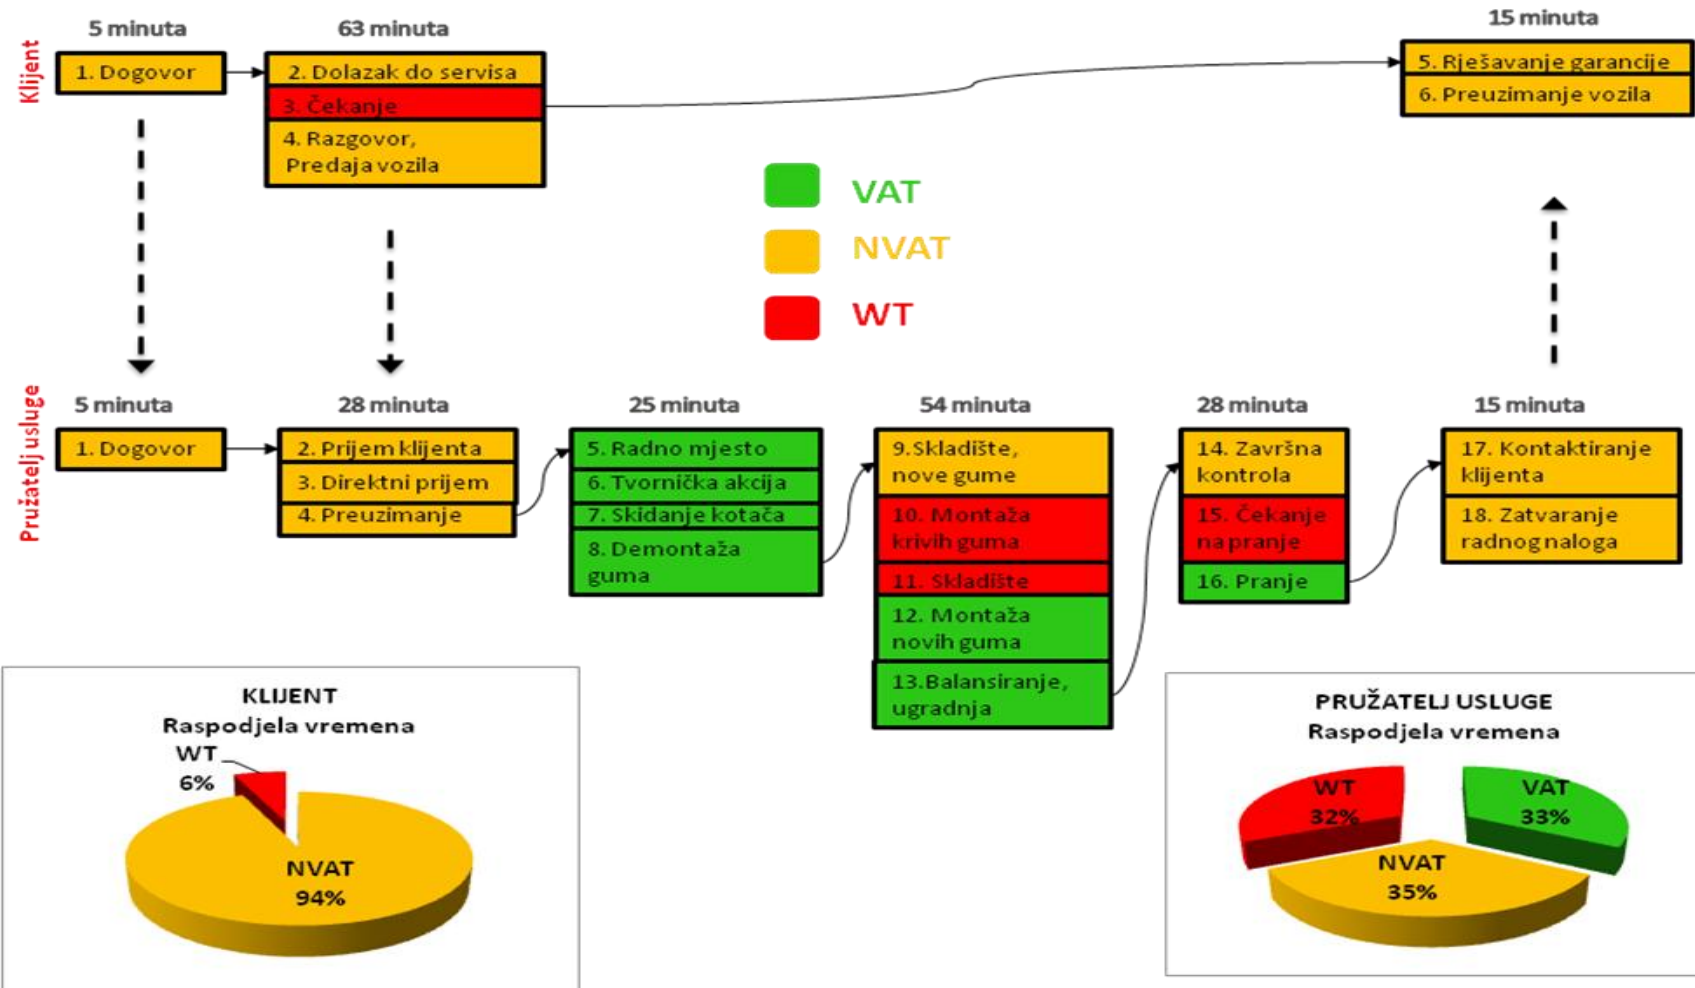 5 minuta
63 minuta
15 minuta
Klijent
1. Dogovor
2. Dolazak do servisa
3. Čekanje
4. Razgovor,
Predaja vozila
5. Rješavanje garancije
6. Preuzimanje vozila
VAT
NVAT
WT
Pružatelj usluge
5 minuta
28 minuta
25 minuta
54 minuta
28 minuta
15 minuta
1. Dogovor
2. Prijem klijenta
3. Direktni prijem
4. Preuzimanje
5. Radno mjesto
6. Tvornička akcija
7. Skidanje kotača
8. Demontaža
guma
9.Skladište,
nove gume
10. Montaža
krivih guma
11. Skladište
12. Montaža
novih guma
13.Balansiranje,
ugradnja
14. Završna
kontrola
15. Čekanje
na pranje
16. Pranje
17. Kontaktiranje
klijenta
18. Zatvaranje
radnog naloga
KLIJENT
Raspodjela vremena
WT
6%
NVAT
94%
PRUŽATELJ USLUGE
Raspodjela vremena
WT
32%
VAT
33%
NVAT
35%